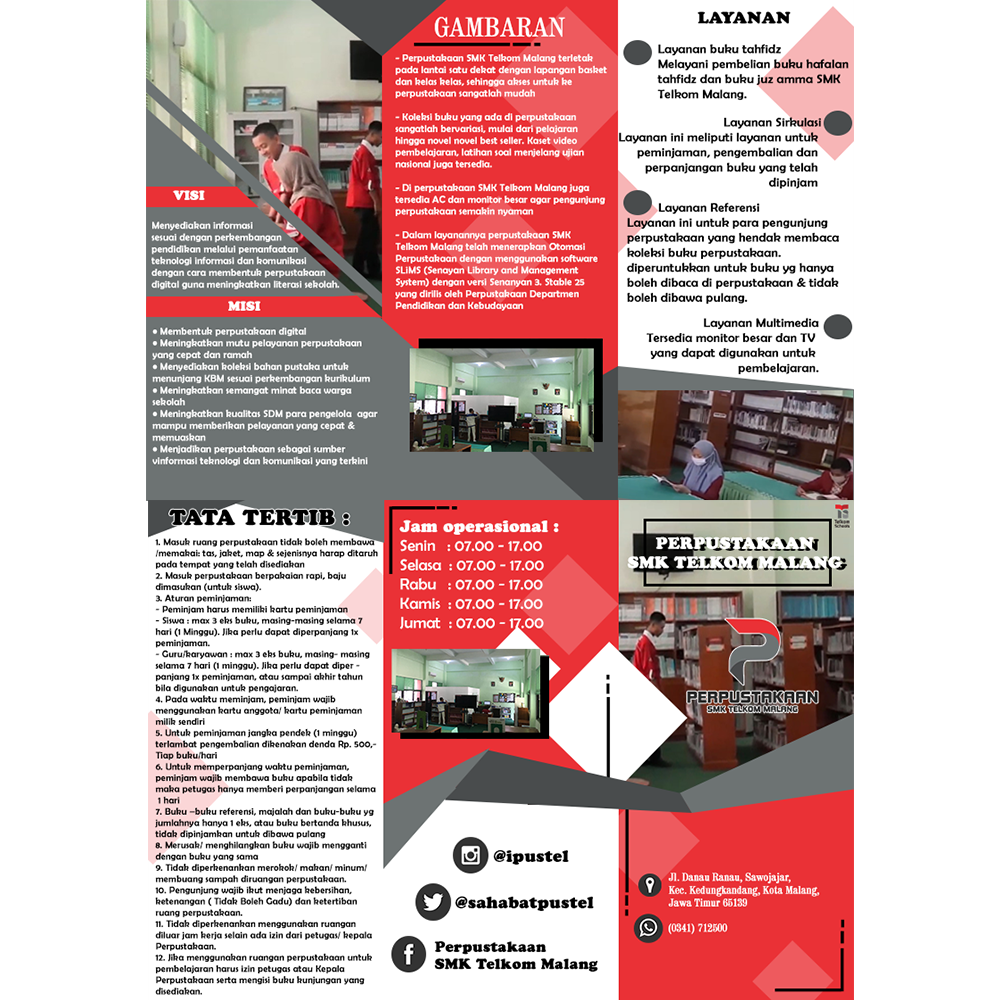 VISI
Menyediakan informasi
sesuai dengan perkembangan
pendidikan melalui pemanfaatan
teknologi informasi dan komunikasi
dengan cara membentuk perpustakaan
digital guna meningkatkan literasi sekolah.
MISI
• Membentuk perpustakaan digital
• Meningkatkan mutu pelayanan perpustakaan
yang cepat dan ramah
• Menyediakan koleksi bahan pustaka untuk
menunjang KBM sesuai perkembangan kurikulum
• Meningkatkan semangat minat baca warga
sekolah
• Meningkatkan kualitas SDM para pengelola agar
mampu memberikan pelayanan yang cepat &
memuaskan
• Menjadikan perpustakaan sebagai sumber
vinformasi teknologi dan komunikasi yang terkini
GAMBARAN
- Perpustakaan SMK Telkom Malang terletak
pada lantai satu dekat dengan lapangan basket
dan kelas kelas, sehingga akses untuk ke
perpustakaan sangatlah mudah
- Koleksi buku yang ada di perpustakaan
sangatlah bervariasi, mulai dari pelajaran
hingga novel novel best seller. Kaset video
pembelajaran, latihan soal menjelang ujian
nasional juga tersedia.
- Di perpustakaan SMK Telkom Malang juga
tersedia AC dan monitor besar agar pengunjung
perpustakaan semakin nyaman
- Dalam layanannya perpustakaan SMK
Telkom Malang telah menerapkan Otomasi
Perpustakaan dengan menggunakan software
SLiMS (Senayan Library and Management
System) dengan versi Senanyan 3. Stable 25
yang dirilis oleh Perpustakaan Departmen
Pendidikan dan Kebudayaan
LAYANAN
Layanan buku tahfidz
Melayani pembelian buku hafalan
tahfidz dan buku juz amma SMK
Telkom Malang.
Layanan Sirkulasi
Layanan ini meliputi layanan untuk
peminjaman, pengembalian dan
perpanjangan buku yang telah
dipinjam
Layanan Referensi
Layanan ini untuk para pengunjung
perpustakaan yang hendak membaca
koleksi buku perpustakaan.
diperuntukkan untuk buku yg hanya
boleh dibaca di perpustakaan & tidak
boleh dibawa pulang.
Layanan Multimedia
Tersedia monitor besar dan TV
yang dapat digunakan untuk
pembelajaran.
TATA TERTIB :
1. Masuk ruang perpustakaan tidak boleh membawa
/memakai: tas, jaket, map & sejenisnya harap ditaruh
pada tempat yang telah disediakan
2. Masuk perpustakaan berpakaian rapi, baju
dimasukan (untuk siswa).
3. Aturan peminjaman:
- Peminjam harus memiliki kartu peminjaman
- Siswa : max 3 eks buku, masing-masing selama 7
hari (1 Minggu). Jika perlu dapat diperpanjang 1x
peminjaman.
- Guru/karyawan : max 3 eks buku, masing- masing
selama 7 hari (1 minggu). Jika perlu dapat diper -
panjang 1x peminjaman, atau sampai akhir tahun
bila digunakan untuk pengajaran.
4. Pada waktu meminjam, peminjam wajib
menggunakan kartu anggota/ kartu peminjaman
milik sendiri
5. Untuk peminjaman jangka pendek (1 minggu)
terlambat pengembalian dikenakan denda Rp. 500,-
Tiap buku/hari
6. Untuk memperpanjang waktu peminjaman,
peminjam wajib membawa buku apabila tidak
maka petugas hanya memberi perpanjangan selama
1 hari
7. Buku –buku referensi, majalah dan buku-buku yg
jumlahnya hanya 1 eks, atau buku bertanda khusus,
tidak dipinjamkan untuk dibawa pulang
8. Merusak/ menghilangkan buku wajib mengganti
dengan buku yang sama
9. Tidak diperkenankan merokok/ makan/ minum/
membuang sampah diruangan perpustakaan.
10. Pengunjung wajib ikut menjaga kebersihan,
ketenangan ( Tidak Boleh Gadu) dan ketertiban
ruang perpustakaan.
11. Tidak diperkenankan menggunakan ruangan
diluar jam kerja selain ada izin dari petugas/ kepala
Perpustakaan.
12. Jika menggunakan ruangan perpustakaan untuk
pembelajaran harus izin petugas atau Kepala
Perpustakaan serta mengisi buku kunjungan yang
disediakan.
Jam operasional :
Senin : 07.00 - 17.00
Selasa : 07.00 - 17.00
Rabu : 07.00 - 17.00
Kamis : 07.00 - 17.00
Jumat : 07.00 - 17.00
@ipustel
@sahabatpustel
Perpustakaan
SMK Telkom Malang
Telkom
Schools
PERPUSTAKAAN
SMK TELKOM MALANG
PERPUSTAKAAN
SMK TELKOM MALANG
Jl. Danau Ranau, Sawojajar,
Kec. Kedungkandang, Kota Malang,
Jawa Timur 65139
(0341) 712500